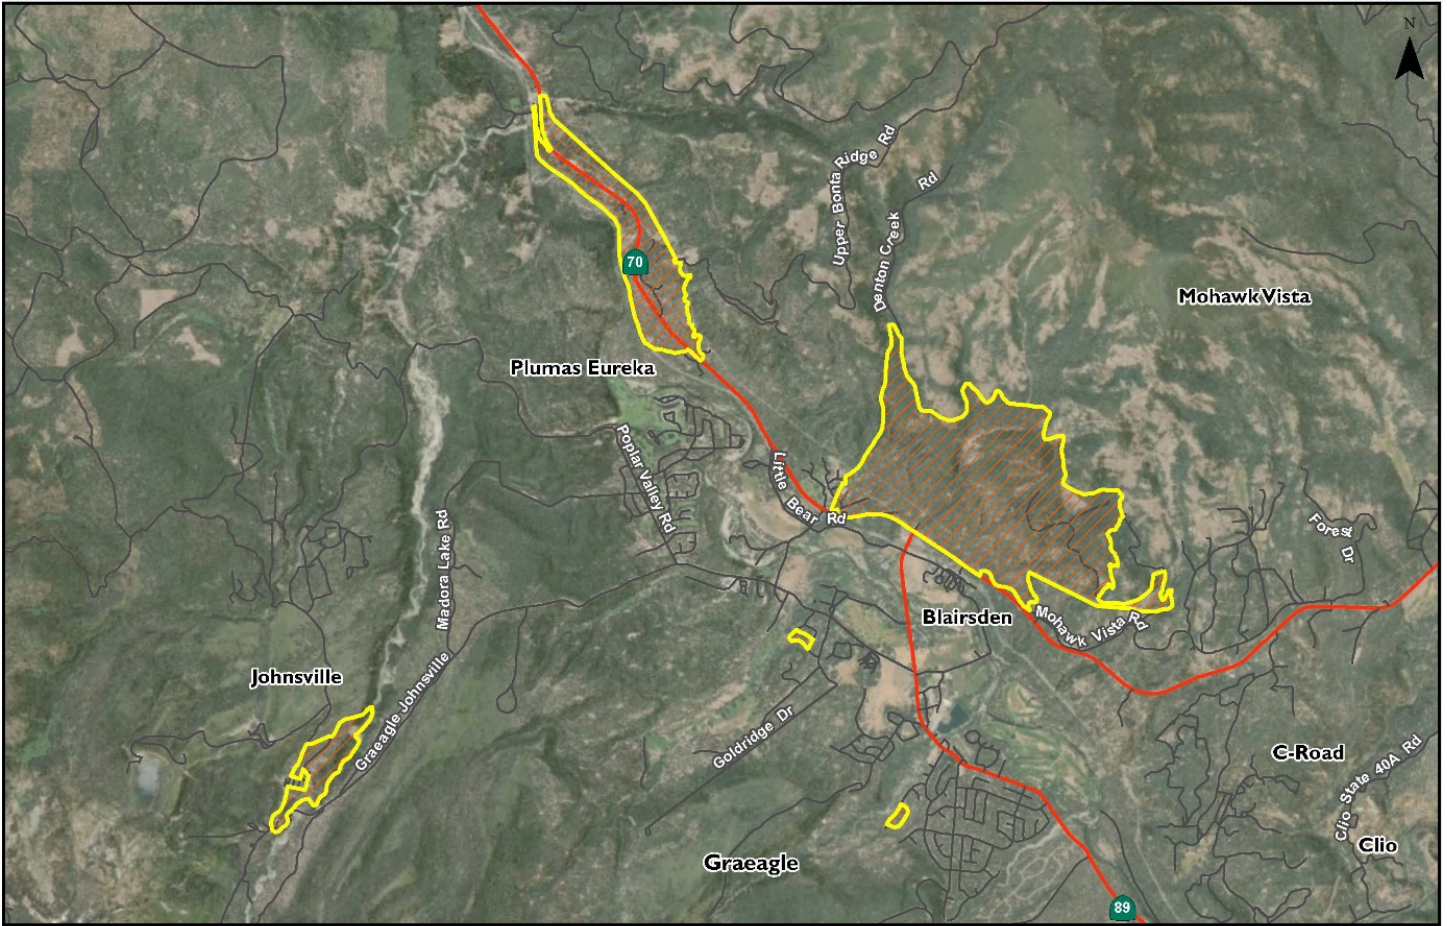 N
Upper Bonta Ridge Rd
Denton Creek Rd
70
Mohawk Vista
Plumas Eureka
Poplar Valley Rd
Little Bear Rd
Madora Lake Rd
Forest Dr
Blairsden
Mohawk Vista Rd
Johnsville
Graeagle Johnsville
Goldridge Dr
C-Road
Clio State 40A Rd
Clio
Graeagle
89